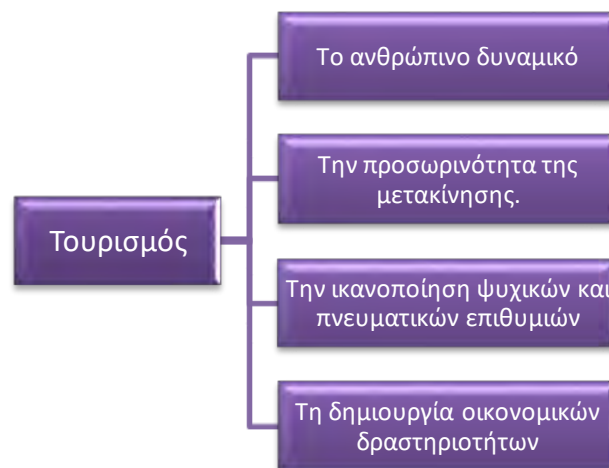 Το ανθρώπινο δυναμικό
Την προσωρινότητα της
μετακίνησης.
Τουρισμός
Την ικανοποίηση ψυχικών και
πνευματικών επιθυμιών
Τη δημιουργία οικονομικών
δραστηριοτήτων